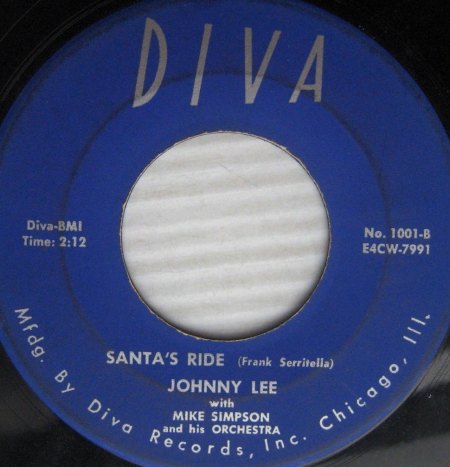 DIVA
Diva-BMI
Time: 2:12
No. 1001-B
E4CW-7991
SANTA'S RIDE (Frank Serritella)
JOHNNY LEE
with
MIKE SIMPSON
and his ORCHESTRA
Mfdg. By Diva Records, Inc. Chicago, Ill.